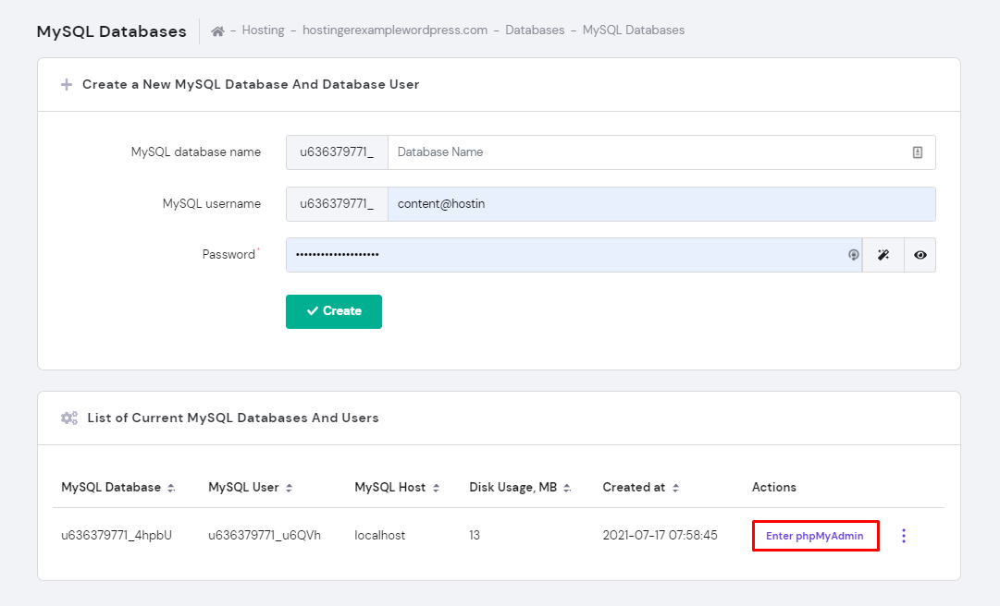 MySQL Databases - Hosting - hostingerexamplewordpress.com - Databases - MySQL Databases
Create a New MySQL Database And Database User
MySQL database name u636379771_ Database Name
MySQL username u636379771_ content@hostin
Password* ••••••••••••••••••••
Create
List of Current MySQL Databases And Users
MySQL Database MySQL User MySQL Host Disk Usage, MB Created at Actions
u636379771_4hpbU u636379771_u6QVh localhost 13 2021-07-17 07:58:45 Enter phpMyAdmin